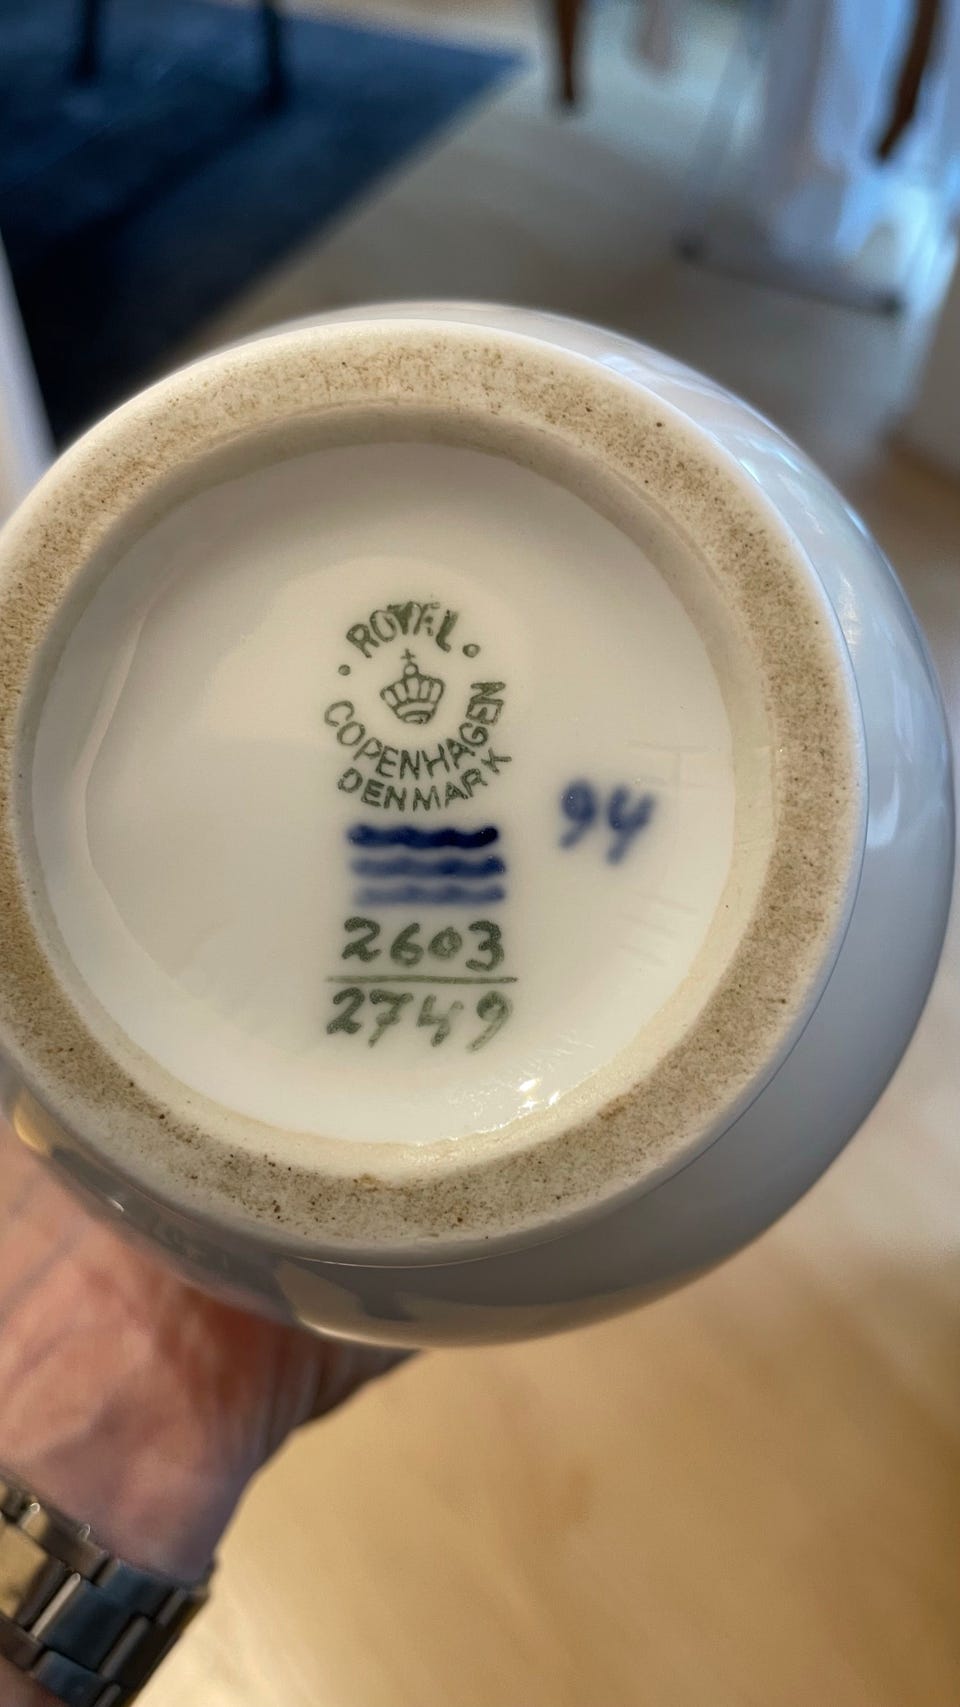 ROYAL
COPENHAGEN
DENMARK
94
2603
2749